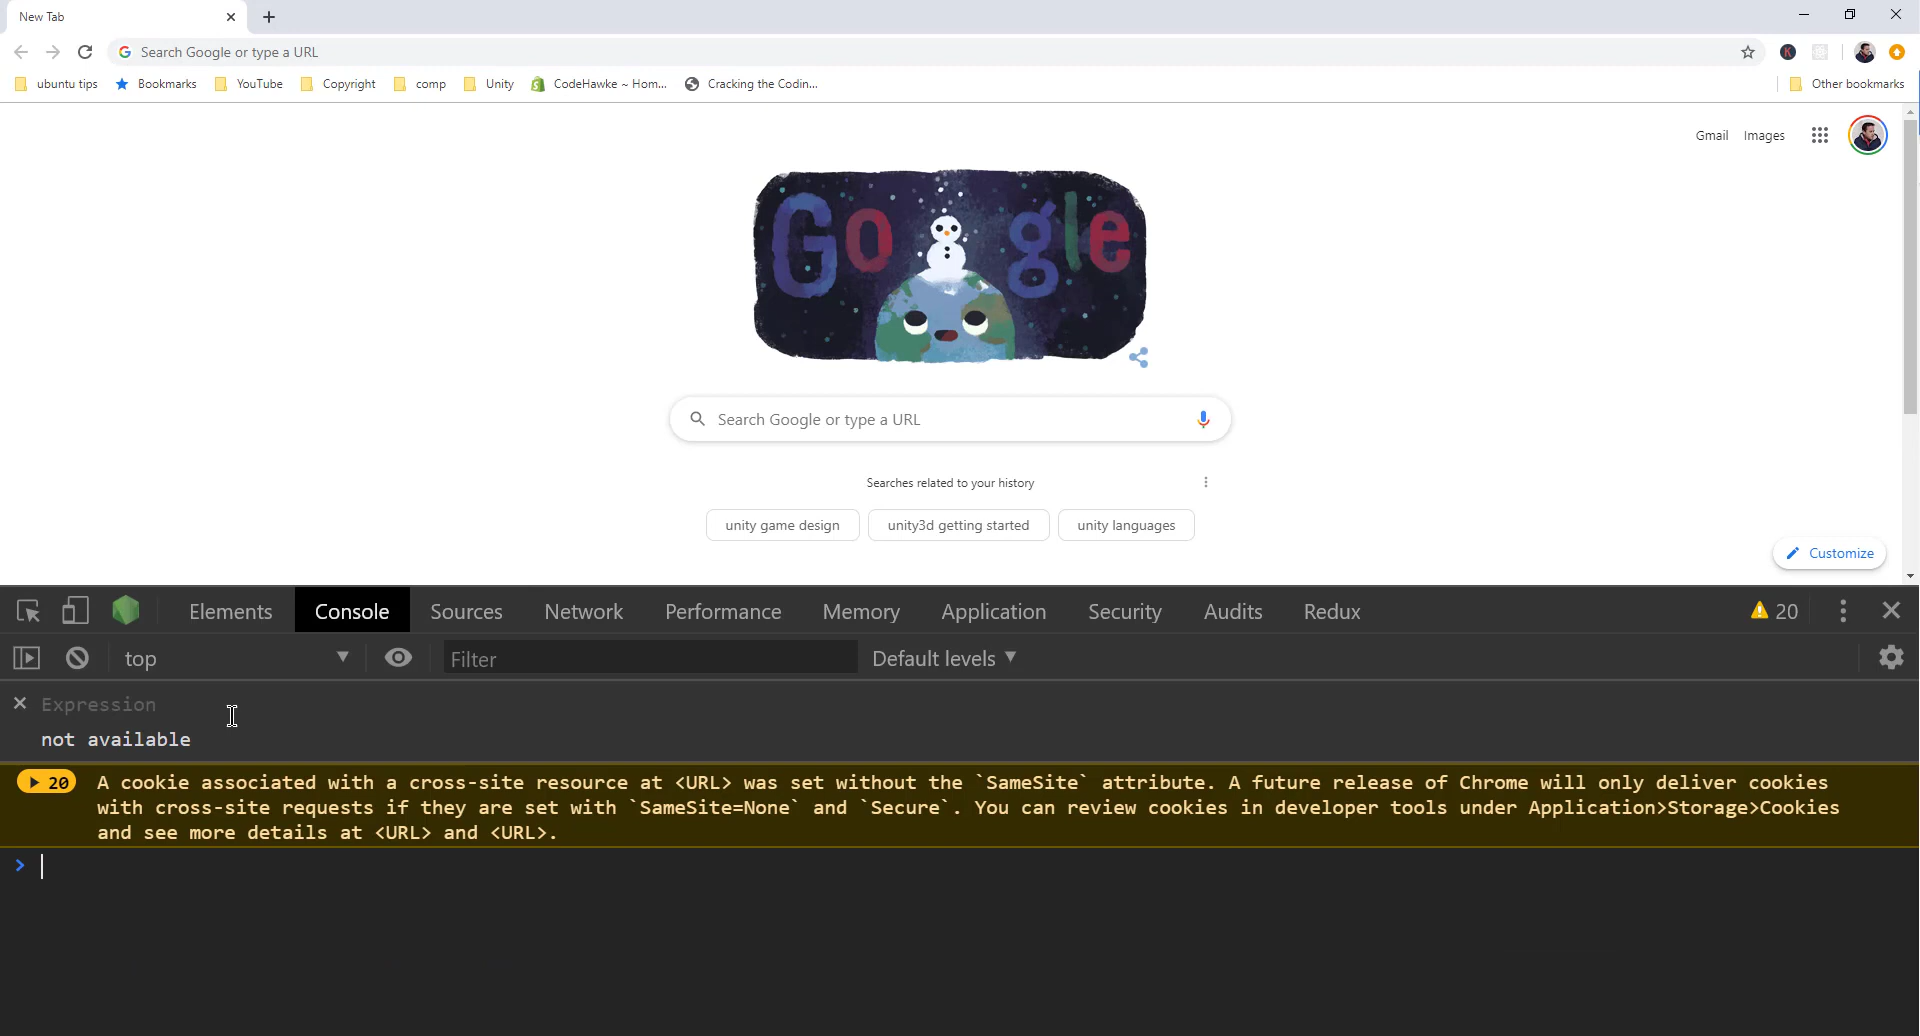 New Tab
Search Google or type a URL
ubuntu tips Bookmarks YouTube Copyright comp Unity CodeHawke ~ Hom... Cracking the Codin... Other bookmarks
Gmail Images
Google
Search Google or type a URL
Searches related to your history
unity game design unity3d getting started unity languages
Customize
Elements Console Sources Network Performance Memory Application Security Audits Redux 20
top Filter Default levels
Expression
not available
20 A cookie associated with a cross-site resource at <URL> was set without the `SameSite` attribute. A future release of Chrome will only deliver cookies
with cross-site requests if they are set with `SameSite=None` and `Secure`. You can review cookies in developer tools under Application>Storage>Cookies
and see more details at <URL> and <URL>.